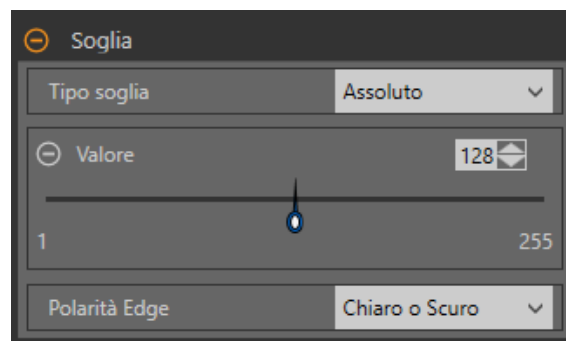 Soglia
Tipo soglia Assoluto
Valore 128
1 255
Polarità Edge Chiaro o Scuro